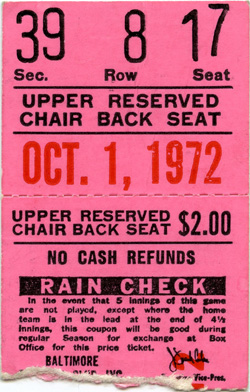 39 8 17
Sec. Row Seat
UPPER RESERVED
CHAIR BACK SEAT
OCT. 1, 1972
UPPER RESERVED
CHAIR BACK SEAT $2.00
NO CASH REFUNDS
RAIN CHECK
In the event that 5 innings of this game
are not played, except where the home
team is in the lead at the end of 4½
innings, this coupon will be good during
regular Season for exchange at Box
Office for this price ticket.
BALTIMORE
Vice-Pres.